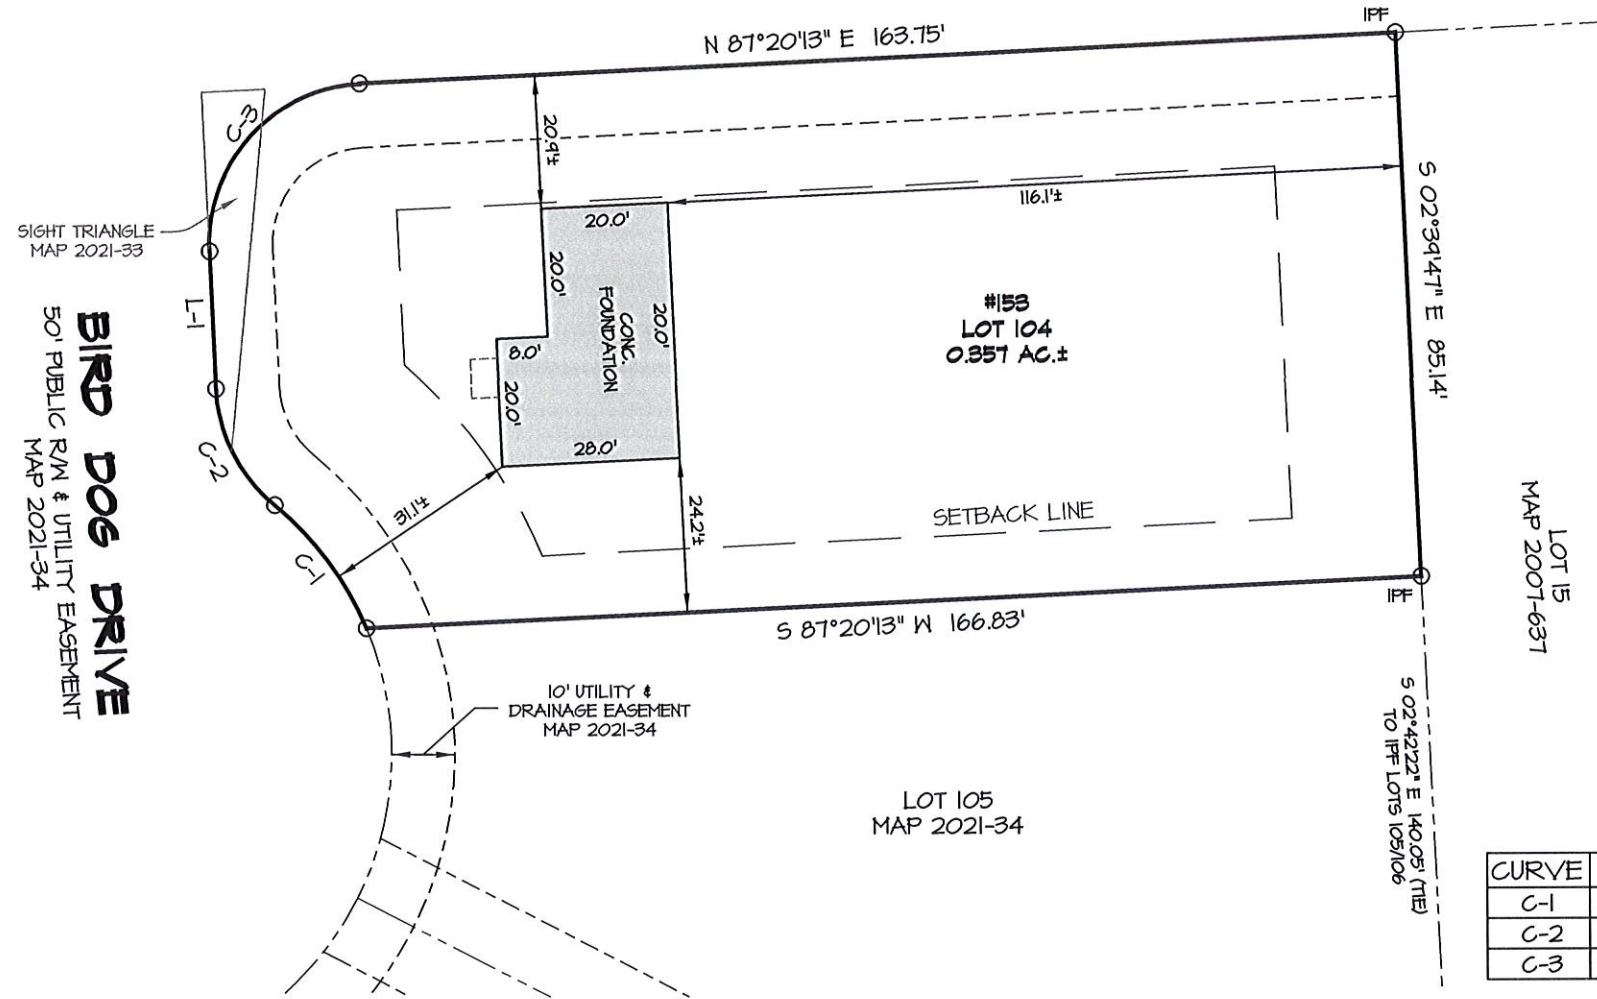 IPF
N 87°20'13" E 163.75'
C-3
20.9'±
20.0'
116.1'±
S 02°39'47" E 85.14'
SIGHT TRIANGLE
MAP 2021-33
L-1
20.0'
CONC.
FOUNDATION
20.0'
#153
LOT 104
0.357 AC.±
8.0'
20.0'
28.0'
BIRD DOG DRIVE
50' PUBLIC R/W & UTILITY EASEMENT
MAP 2021-34
C-2
31.1'±
24.2'±
SETBACK LINE
C-1
LOT 15
MAP 2007-637
IPF
S 87°20'13" W 166.83'
10' UTILITY &
DRAINAGE EASEMENT
MAP 2021-34
S 02°42'22" E 140.05' (TIE)
TO IPF LOTS 105/106
LOT 105
MAP 2021-34
CURVE
C-1
C-2
C-3